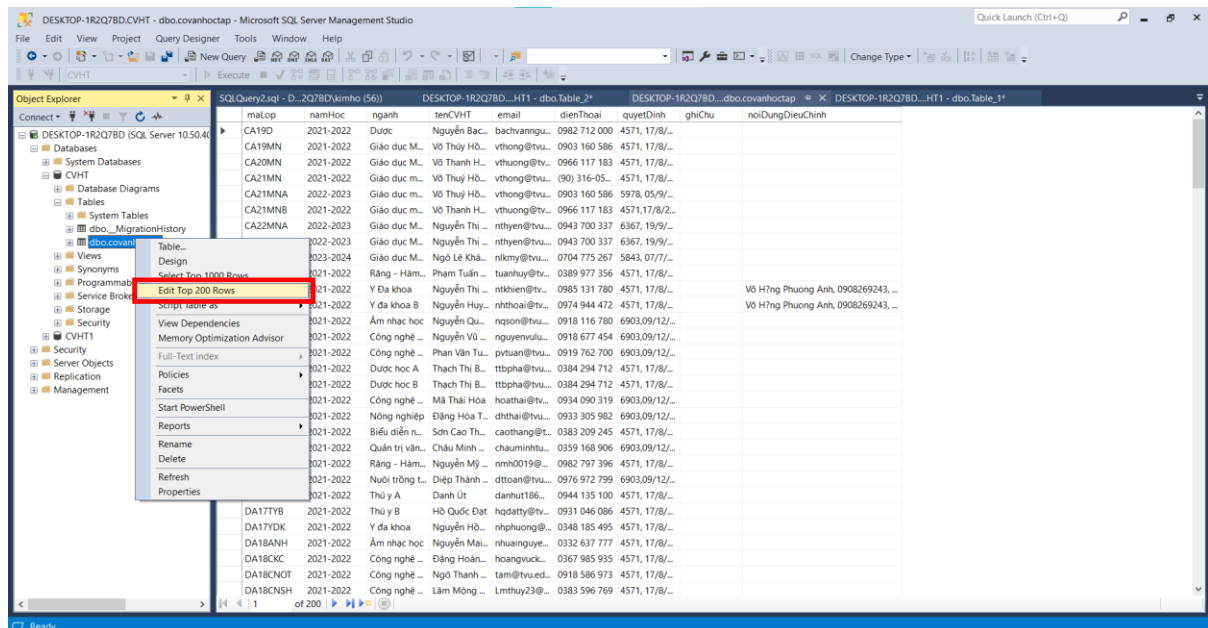 DESKTOP-1R2Q7BD.CVHT - dbo.covanhoctap - Microsoft SQL Server Management Studio
Quick Launch (Ctrl+Q)
File Edit View Project Query Designer Tools Window Help
New Query
Change Type
CVHT
Execute
Object Explorer
SQLQuery2.sql - D...2Q7BD\kimho (56))
DESKTOP-1R2Q7BD....HT1 - dbo.Table_2*
DESKTOP-1R2Q7BD....dbo.covanhoctap
DESKTOP-1R2Q7BD....HT1 - dbo.Table_1*
Connect
DESKTOP-1R2Q7BD (SQL Server 10.50.40
Databases
System Databases
CVHT
Database Diagrams
Tables
System Tables
dbo.__MigrationHistory
dbo.covanh
Views
Synonyms
Programmab
Service Broke
Storage
Security
CVHT1
Security
Server Objects
Replication
Management
Table...
Design
Select Top 1000 Rows
Edit Top 200 Rows
Script Table as
View Dependencies
Memory Optimization Advisor
Full-Text index
Policies
Facets
Start PowerShell
Reports
Rename
Delete
Refresh
Properties
maLop namHoc nganh tenCVHT email dienThoai quyetDinh ghiChu noiDungDieuChinh
CA19D 2021-2022 Dược Nguyễn Bạc... bachvanngu... 0982 712 000 4571, 17/8/...
CA19MN 2021-2022 Giáo dục M... Võ Thúy Hồ... vthong@tvu... 0903 160 586 4571, 17/8/...
CA20MN 2021-2022 Giáo dục M... Võ Thanh H... vthuong@tv... 0966 117 183 4571, 17/8/...
CA21MN 2021-2022 Giáo dục m... Võ Thuý Hồ... vthong@tvu... (90) 316-05... 4571, 17/8/...
CA21MNA 2022-2023 Giáo dục m... Võ Thuý Hồ... vthong@tvu... 0903 160 586 5978, 05/9/...
CA21MNB 2021-2022 Giáo dục m... Võ Thanh H... vthuong@tv... 0966 117 183 4571,17/8/2...
CA22MNA 2022-2023 Giáo dục M... Nguyễn Thị ... nthyen@tvu... 0943 700 337 6367, 19/9/...
2022-2023 Giáo dục M... Nguyễn Thị ... nthyen@tvu... 0943 700 337 6367, 19/9/...
2023-2024 Giáo dục M... Ngô Lê Khả... nlkmy@tvu.... 0704 775 267 5843, 07/7/...
2021-2022 Răng - Hàm... Phạm Tuấn ... tuanhuy@tv... 0389 977 356 4571, 17/8/...
2021-2022 Y Đa khoa Nguyễn Thị ... ntkhien@tv... 0985 131 780 4571, 17/8/... Võ H?ng Phuong Anh, 0908269243, ...
2021-2022 Y đa khoa B Nguyễn Huy... nhthoai@tv... 0974 944 472 4571, 17/8/... Võ H?ng Phuong Anh, 0908269243, ...
2021-2022 Âm nhạc học Nguyễn Qu... nqson@tvu... 0918 116 780 6903,09/12/...
2021-2022 Công nghệ ... Nguyễn Vũ ... nguyenvulu... 0918 677 454 6903,09/12/...
2021-2022 Công nghệ ... Phan Văn Tu... pvtuan@tvu... 0919 762 700 6903,09/12/...
2021-2022 Dược học A Thạch Thị B... ttbpha@tvu.... 0384 294 712 4571, 17/8/...
2021-2022 Dược học B Thạch Thị B... ttbpha@tvu.... 0384 294 712 4571, 17/8/...
2021-2022 Công nghệ ... Mã Thái Hòa hoathai@tv... 0934 090 319 6903,09/12/...
2021-2022 Nông nghiệp Đặng Hòa T... dhthai@tvu.... 0933 305 982 6903,09/12/...
2021-2022 Biểu diễn n... Sơn Cao Th... caothang@t... 0383 209 245 4571, 17/8/...
2021-2022 Quản trị văn... Châu Minh ... chauminhtu... 0359 168 906 6903,09/12/...
2021-2022 Răng - Hàm... Nguyễn Mỹ ... nmh0019@... 0982 797 396 4571, 17/8/...
2021-2022 Nuôi trồng t... Diệp Thành ... dttoan@tvu... 0976 972 799 6903,09/12/...
2021-2022 Thú y A Danh Út danhut186... 0944 135 100 4571, 17/8/...
DA17TYB 2021-2022 Thú y B Hồ Quốc Đạt hqdatty@tv... 0931 046 086 4571, 17/8/...
DA17YDK 2021-2022 Y đa khoa Nguyễn Hồ... nhphuong@... 0348 185 495 4571, 17/8/...
DA18ANH 2021-2022 Âm nhạc học Nguyễn Mai... nhuainguye... 0332 637 777 4571, 17/8/...
DA18CKC 2021-2022 Công nghệ ... Đặng Hoàn... hoangvuck... 0367 985 935 4571, 17/8/...
DA18CNOT 2021-2022 Công nghệ ... Ngô Thanh ... tam@tvu.ed... 0918 586 973 4571, 17/8/...
DA18CNSH 2021-2022 Công nghệ ... Lâm Mộng ... Lmthuy23@... 0383 596 769 4571, 17/8/...
1 of 200
Ready